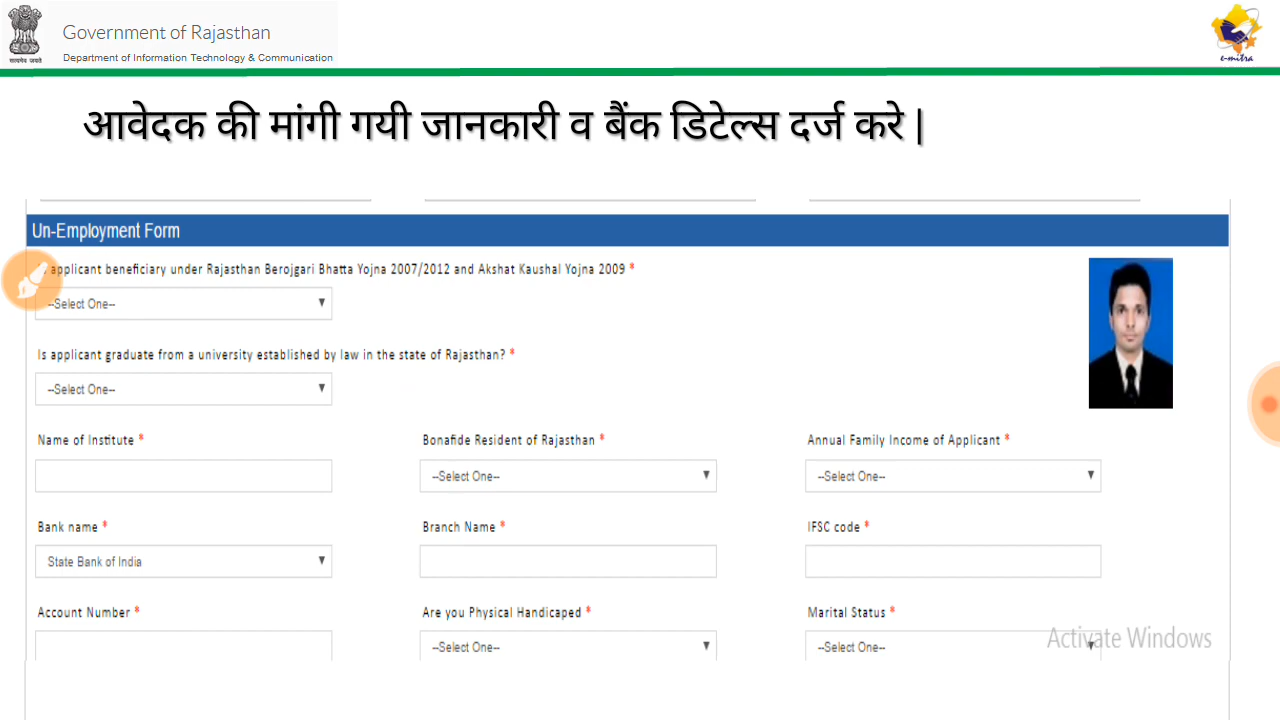 Government of Rajasthan
सत्यमेव जयते
Department of Information Technology & Communication
e-mitra
आवेदक की मांगी गयी जानकारी व बैंक डिटेल्स दर्ज करे |
Un-Employment Form
applicant beneficiary under Rajasthan Berojgari Bhatta Yojna 2007/2012 and Akshat Kaushal Yojna 2009 *
--Select One--
Is applicant graduate from a university established by law in the state of Rajasthan? *
--Select One--
Name of Institute * Bonafide Resident of Rajasthan * Annual Family Income of Applicant *
--Select One-- --Select One--
Bank name * Branch Name * IFSC code *
State Bank of India
Account Number * Are you Physical Handicaped * Marital Status *
--Select One-- --Select One--
Activate Windows